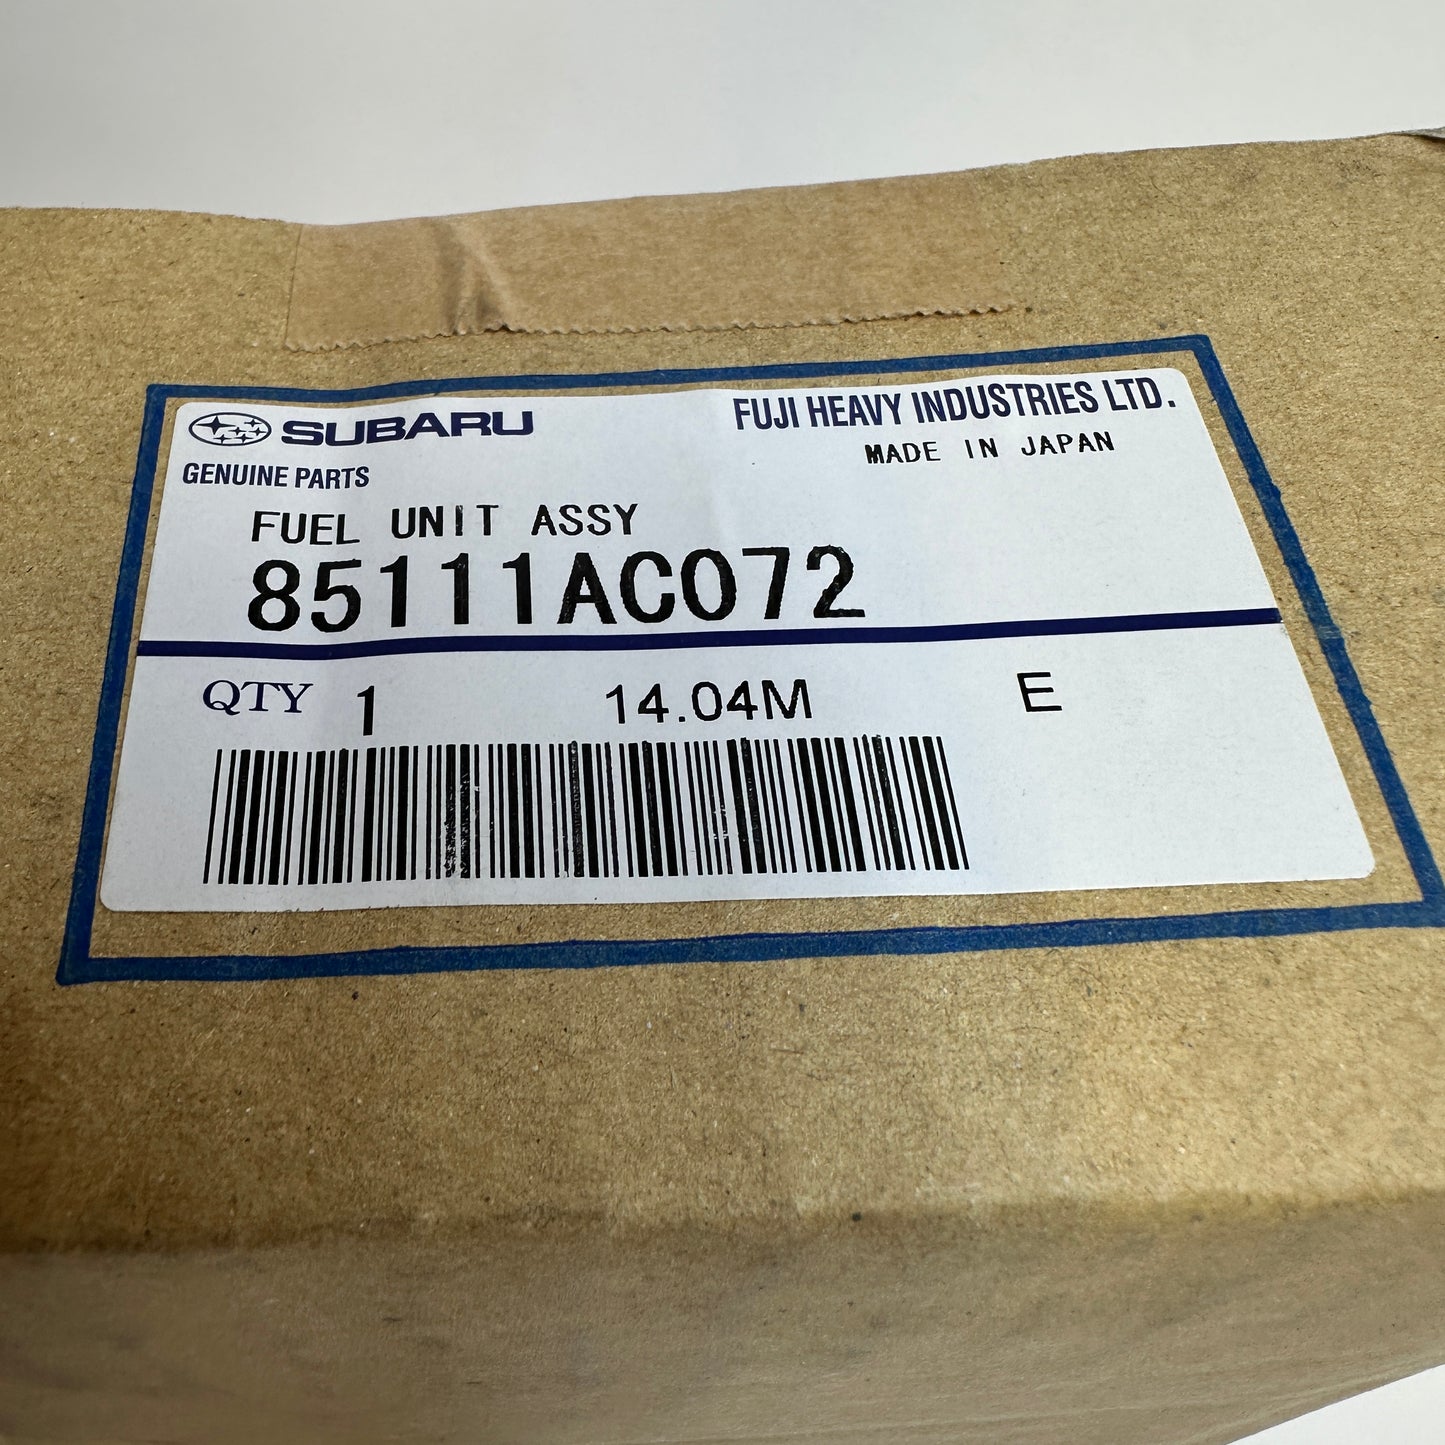 SUBARU
FUJI HEAVY INDUSTRIES LTD.
MADE IN JAPAN
GENUINE PARTS
FUEL UNIT ASSY
85111AC072
QTY 1 14.04M E